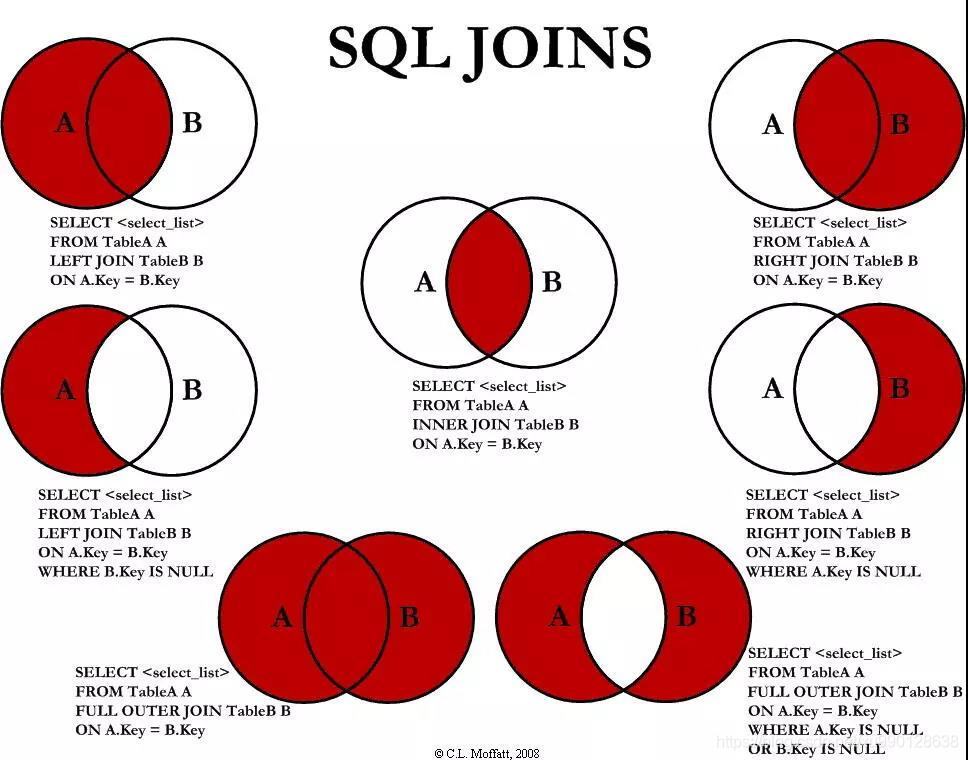 SQL JOINS
A
B
SELECT <select_list>
FROM TableA A
LEFT JOIN TableB B
ON A.Key = B.Key
A
B
SELECT <select_list>
FROM TableA A
RIGHT JOIN TableB B
ON A.Key = B.Key
A
B
SELECT <select_list>
FROM TableA A
INNER JOIN TableB B
ON A.Key = B.Key
A
B
SELECT <select_list>
FROM TableA A
LEFT JOIN TableB B
ON A.Key = B.Key
WHERE B.Key IS NULL
A
B
SELECT <select_list>
FROM TableA A
RIGHT JOIN TableB B
ON A.Key = B.Key
WHERE A.Key IS NULL
A
B
SELECT <select_list>
FROM TableA A
FULL OUTER JOIN TableB B
ON A.Key = B.Key
A
B
SELECT <select_list>
FROM TableA A
FULL OUTER JOIN TableB B
ON A.Key = B.Key
WHERE A.Key IS NULL
OR B.Key IS NULL
© C.L. Moffatt, 2008